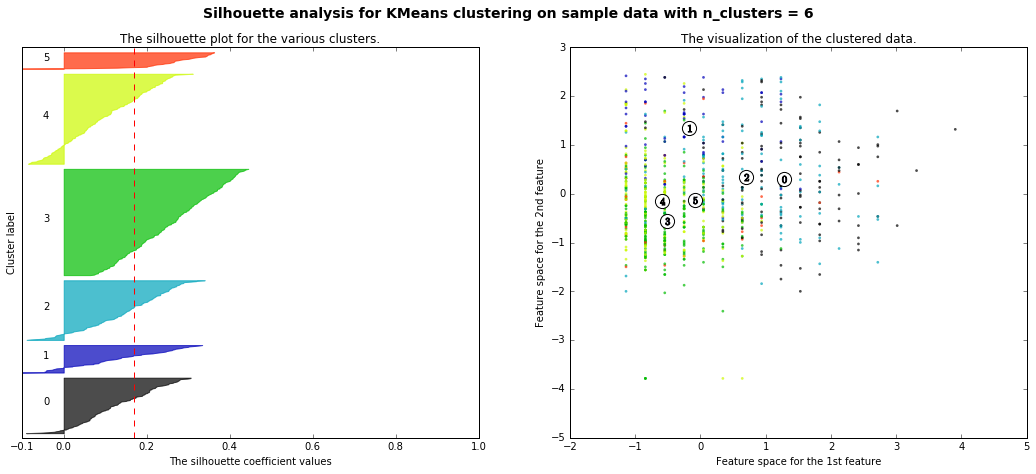 Silhouette analysis for KMeans clustering on sample data with n_clusters = 6
The silhouette plot for the various clusters.
Cluster label
5
4
3
2
1
0
−0.1 0.0 0.2 0.4 0.6 0.8 1.0
The silhouette coefficient values
The visualization of the clustered data.
Feature space for the 2nd feature
3
2
1
0
−1
−2
−3
−4
−5
1
2 0
4 5
3
−2 −1 0 1 2 3 4 5
Feature space for the 1st feature